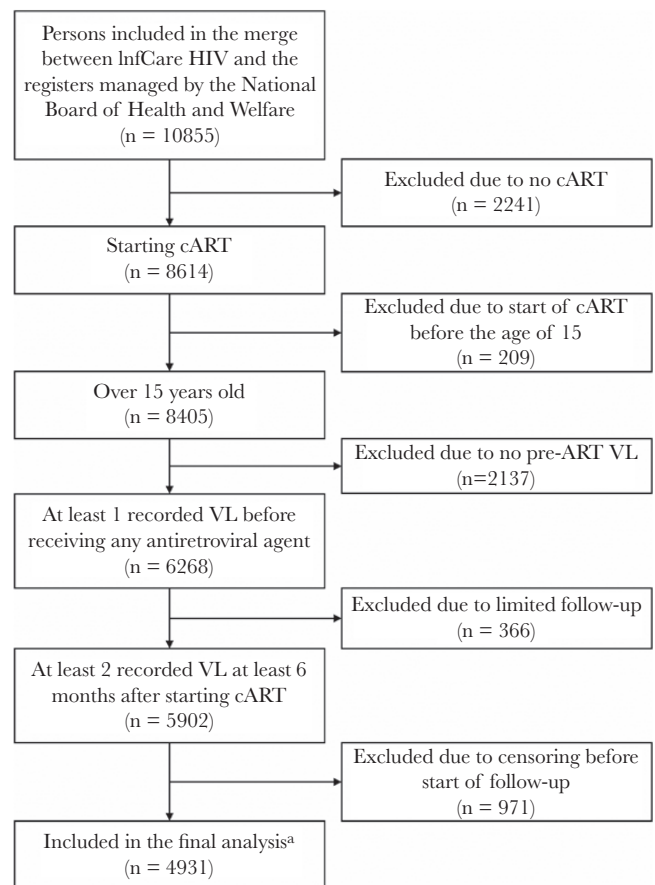 Persons included in the merge
between lnfCare HIV and the
registers managed by the National
Board of Health and Welfare
(n = 10855)
Excluded due to no cART
(n = 2241)
Starting cART
(n = 8614)
Excluded due to start of cART
before the age of 15
(n = 209)
Over 15 years old
(n = 8405)
Excluded due to no pre-ART VL
(n=2137)
At least 1 recorded VL before
receiving any antiretroviral agent
(n = 6268)
Excluded due to limited follow-up
(n = 366)
At least 2 recorded VL at least 6
months after starting cART
(n = 5902)
Excluded due to censoring before
start of follow-up
(n = 971)
Included in the final analysisᵃ
(n = 4931)